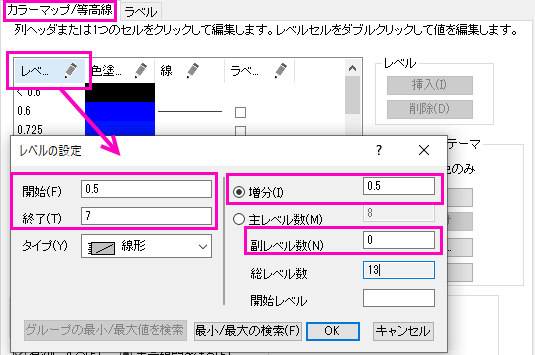 カラーマップ/等高線 ラベル
列ヘッダまたは1つのセルをクリックして編集します。レベルセルをダブルクリックして値を編集します。
レベ... 色塗... 線 ラベ...
< 0.6
0.6
0.725
レベル
挿入(I)
削除(D)
テーマ
色のみ
レベルの設定 ? ×
開始(F) 0.5
終了(T) 7
タイプ(Y) 線形
増分(I) 0.5
主レベル数(M) 8
副レベル数(N) 0
総レベル数 13
開始レベル
グループの最小/最大値を検索 最小/最大の検索(F) OK キャンセル